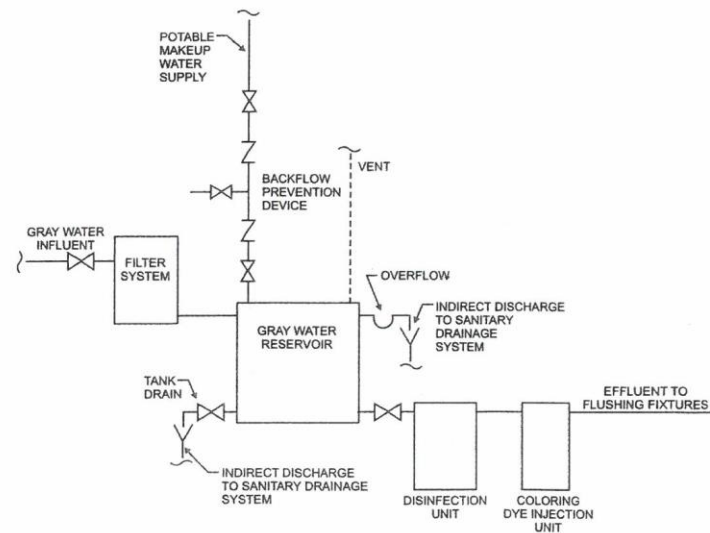 POTABLE
MAKEUP
WATER
SUPPLY
VENT
BACKFLOW
PREVENTION
DEVICE
GRAY WATER
INFLUENT
FILTER
SYSTEM
OVERFLOW
GRAY WATER
RESERVOIR
INDIRECT DISCHARGE
TO SANITARY
DRAINAGE
SYSTEM
TANK
DRAIN
EFFLUENT TO
FLUSHING FIXTURES
INDIRECT DISCHARGE
TO SANITARY DRAINAGE
SYSTEM
DISINFECTION
UNIT
COLORING
DYE INJECTION
UNIT